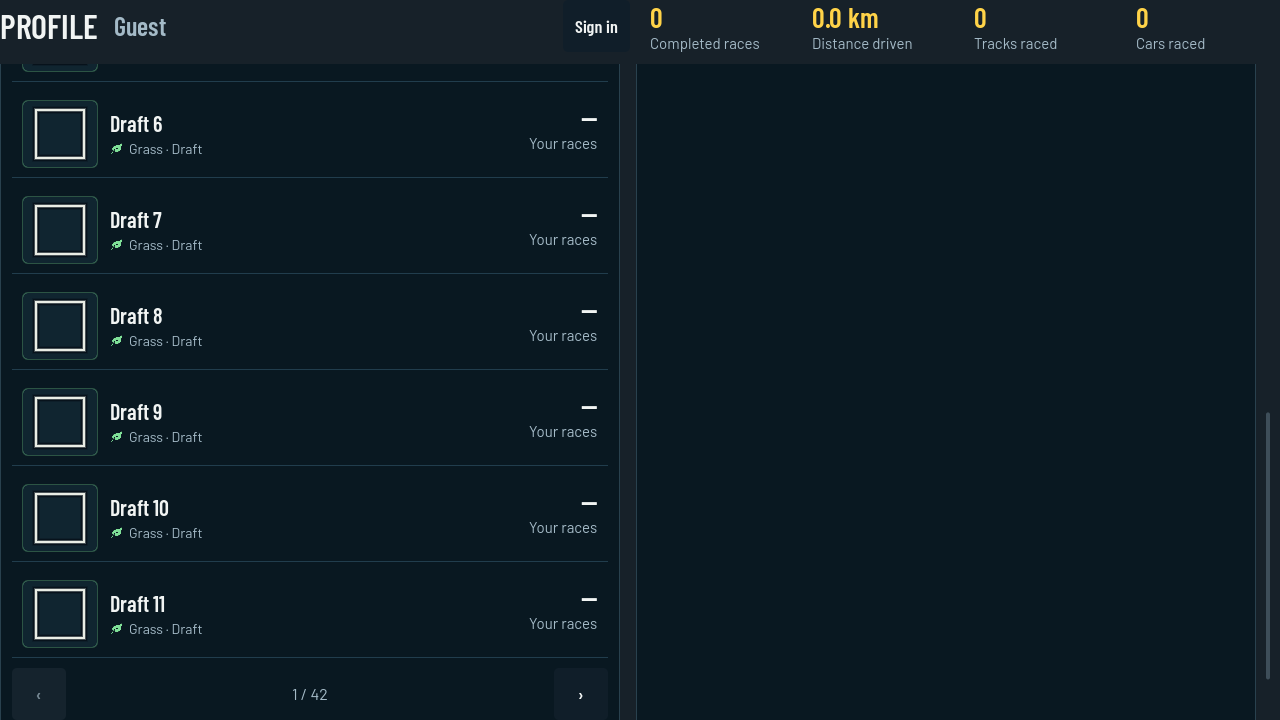 PROFILE Guest
Sign in
0
Completed races
0.0 km
Distance driven
0
Tracks raced
0
Cars raced
Draft 6
Grass · Draft
—
Your races
Draft 7
Grass · Draft
—
Your races
Draft 8
Grass · Draft
—
Your races
Draft 9
Grass · Draft
—
Your races
Draft 10
Grass · Draft
—
Your races
Draft 11
Grass · Draft
—
Your races
‹ 1 / 42 ›